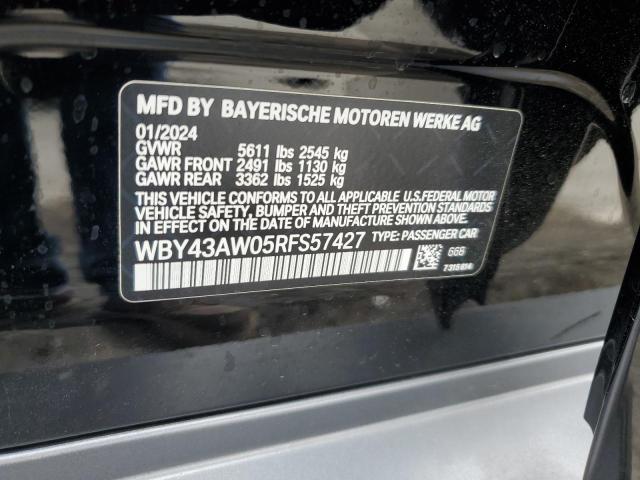 MFD BY BAYERISCHE MOTOREN WERKE AG
01/2024
GVWR 5611 lbs 2545 kg
GAWR FRONT 2491 lbs 1130 kg
GAWR REAR 3362 lbs 1525 kg
THIS VEHICLE CONFORMS TO ALL APPLICABLE U.S.FEDERAL MOTOR
VEHICLE SAFETY, BUMPER, AND THEFT PREVENTION STANDARDS
IN EFFECT ON THE DATE OF MANUFACTURE SHOWN ABOVE.
WBY43AW05RFS57427 TYPE: PASSENGER CAR
668